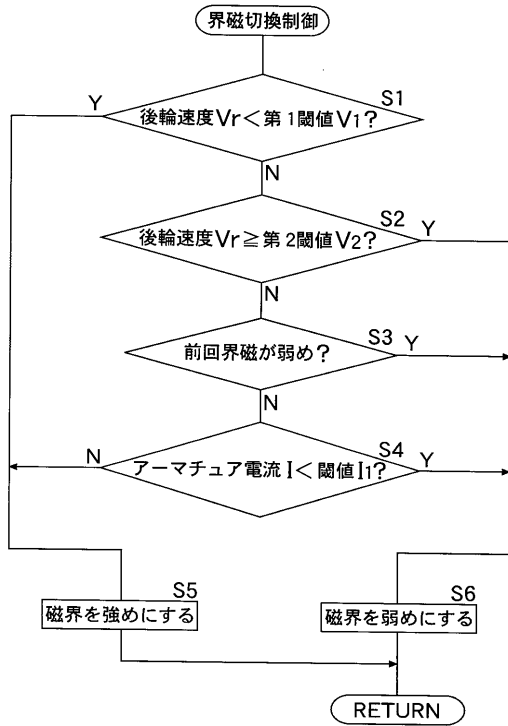 界磁切換制御
S1
Y
後輪速度Vr<第1閾値V1?
N
S2
後輪速度Vr≧第2閾値V2?
Y
N
S3
前回界磁が弱め?
Y
N
S4
N
アーマチュア電流I<閾値I1?
Y
S5
磁界を強めにする
S6
磁界を弱めにする
RETURN